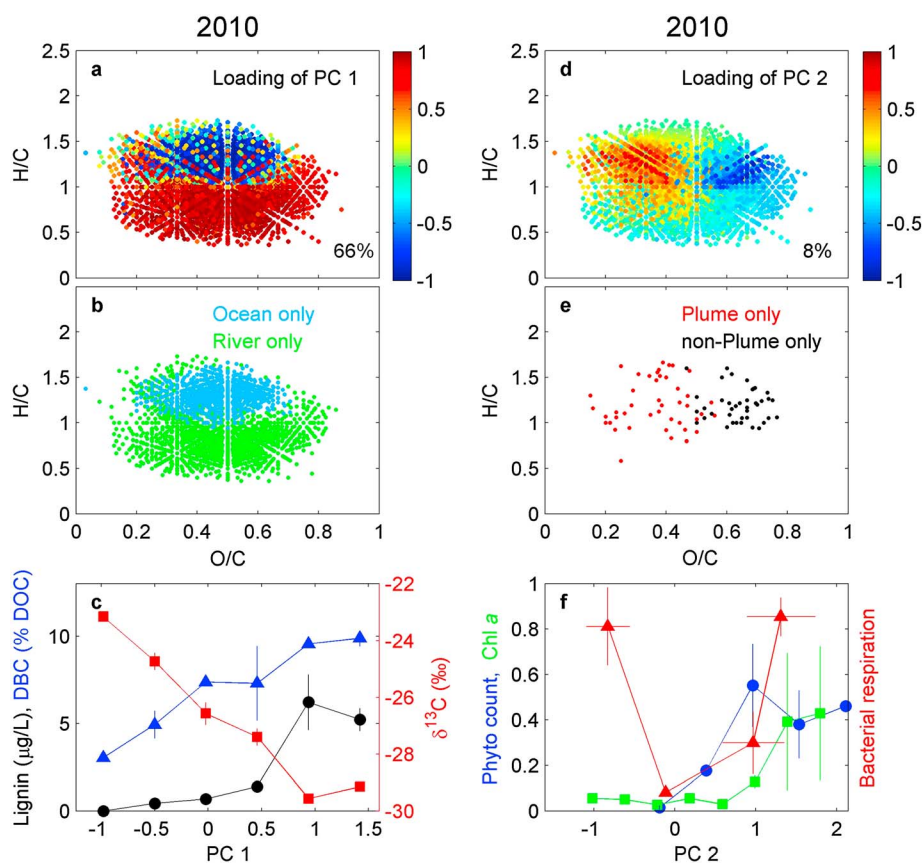 2010
2010
a
Loading of PC 1
66%
H/C
2.5
2
1.5
1
0.5
0
1
0.5
0
-0.5
-1
d
Loading of PC 2
8%
H/C
2.5
2
1.5
1
0.5
0
1
0.5
0
-0.5
-1
b
Ocean only
River only
H/C
2
1.5
1
0.5
0
0 0.2 0.4 0.6 0.8 1
O/C
e
Plume only
non-Plume only
H/C
2
1.5
1
0.5
0
0 0.2 0.4 0.6 0.8 1
O/C
c
Lignin (µg/L), DBC (% DOC)
10
5
0
-22
-24
-26
-28
-30
δ13C (‰)
-1 -0.5 0 0.5 1 1.5
PC 1
f
Phyto count, Chl a
1
0.8
0.6
0.4
0.2
0
Bacterial respiration
-1 0 1 2
PC 2